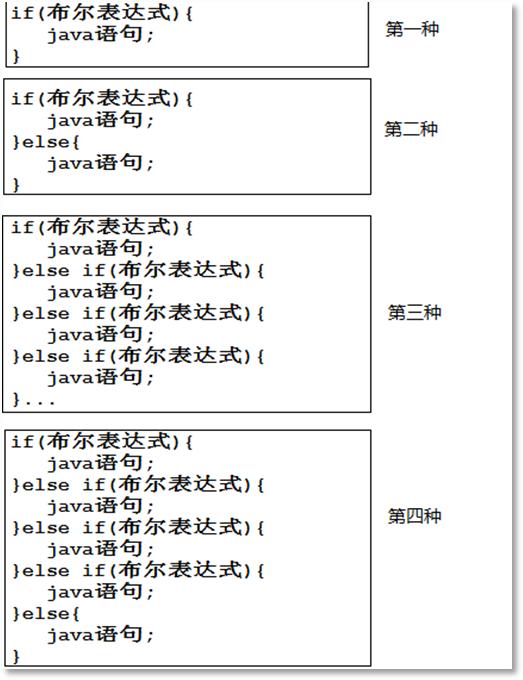 if(布尔表达式){
java语句;
}
第一种
if(布尔表达式){
java语句;
}else{
java语句;
}
第二种
if(布尔表达式){
java语句;
}else if(布尔表达式){
java语句;
}else if(布尔表达式){
java语句;
}else if(布尔表达式){
java语句;
}...
第三种
if(布尔表达式){
java语句;
}else if(布尔表达式){
java语句;
}else if(布尔表达式){
java语句;
}else if(布尔表达式){
java语句;
}else{
java语句;
}
第四种